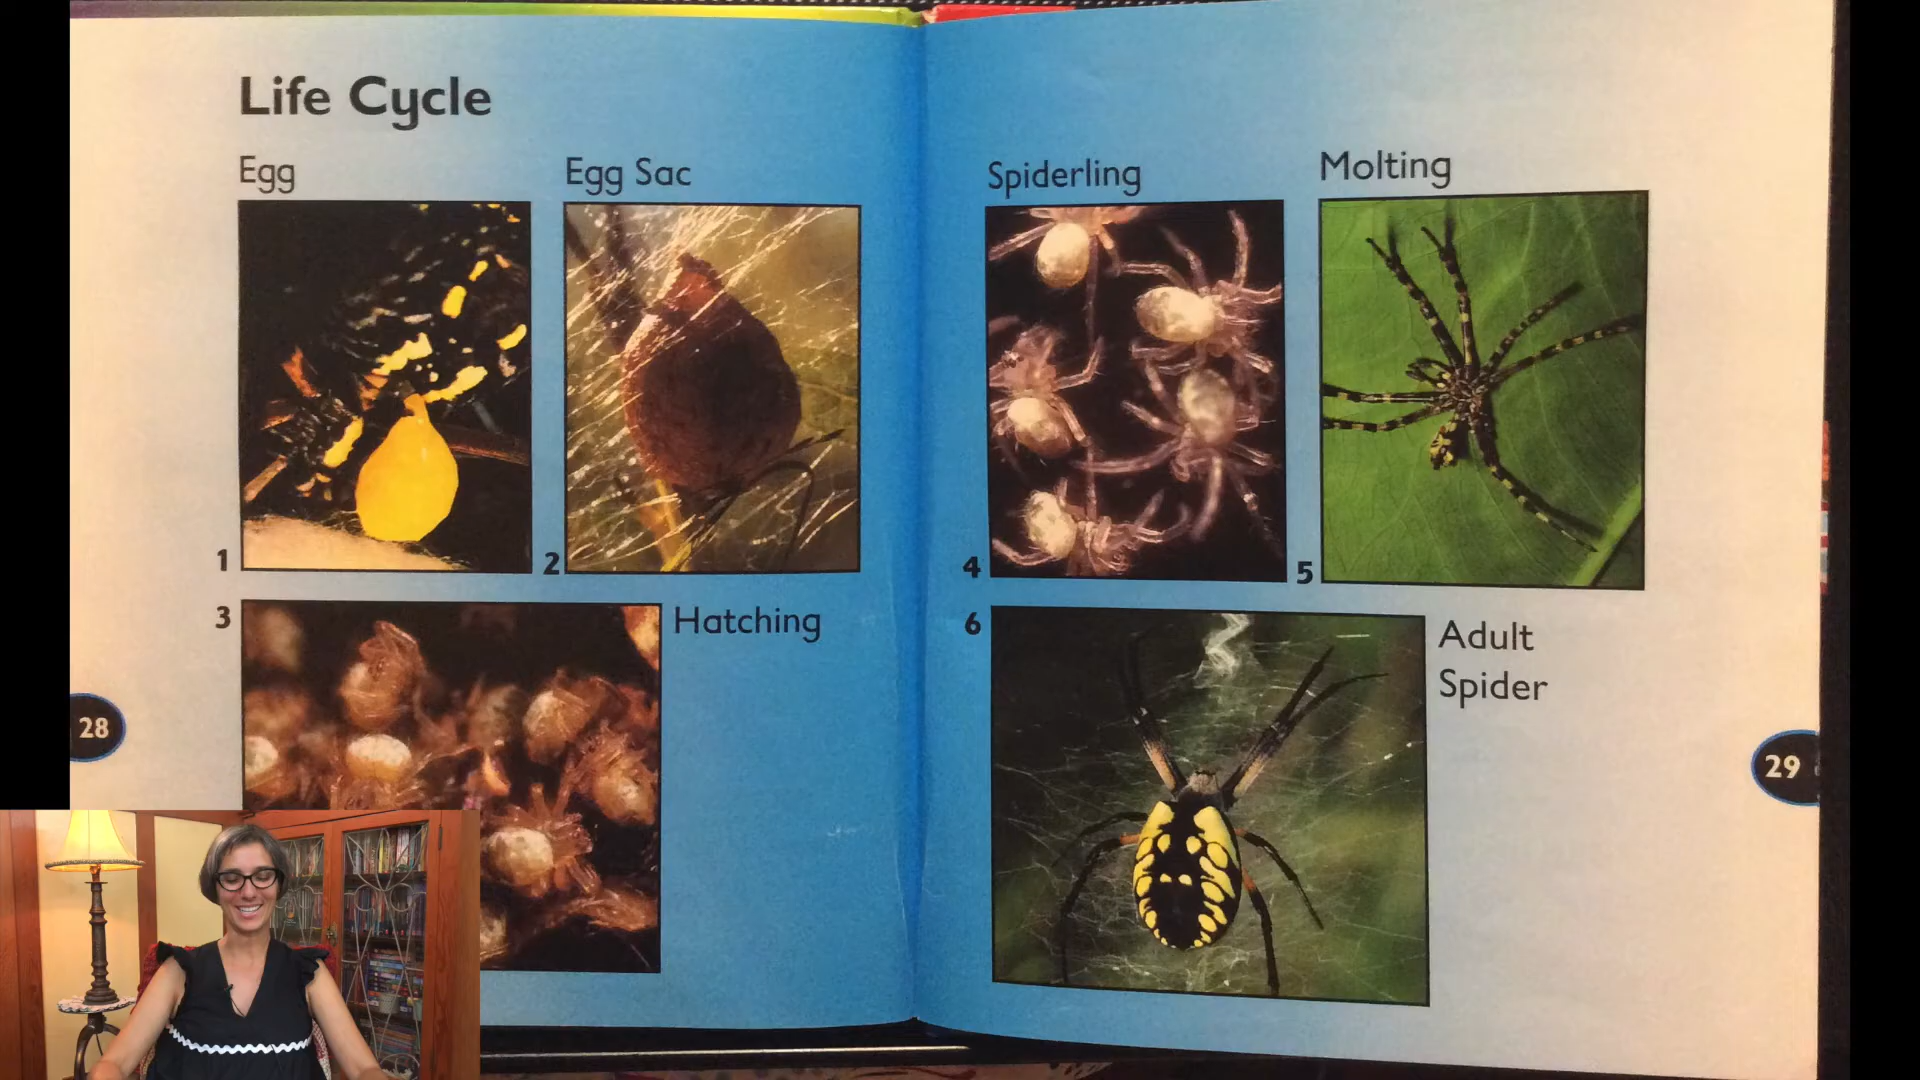 Life Cycle
Egg
Egg Sac
1
2
3
Hatching
28
Spiderling
Molting
4
5
6
Adult
Spider
29